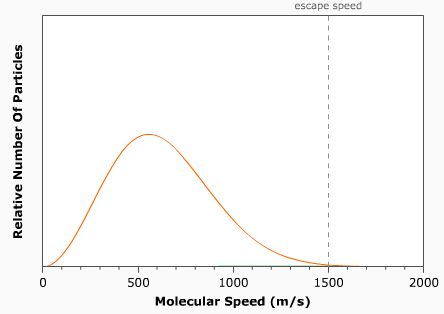 escape speed
Relative Number Of Particles
0 500 1000 1500 2000
Molecular Speed (m/s)